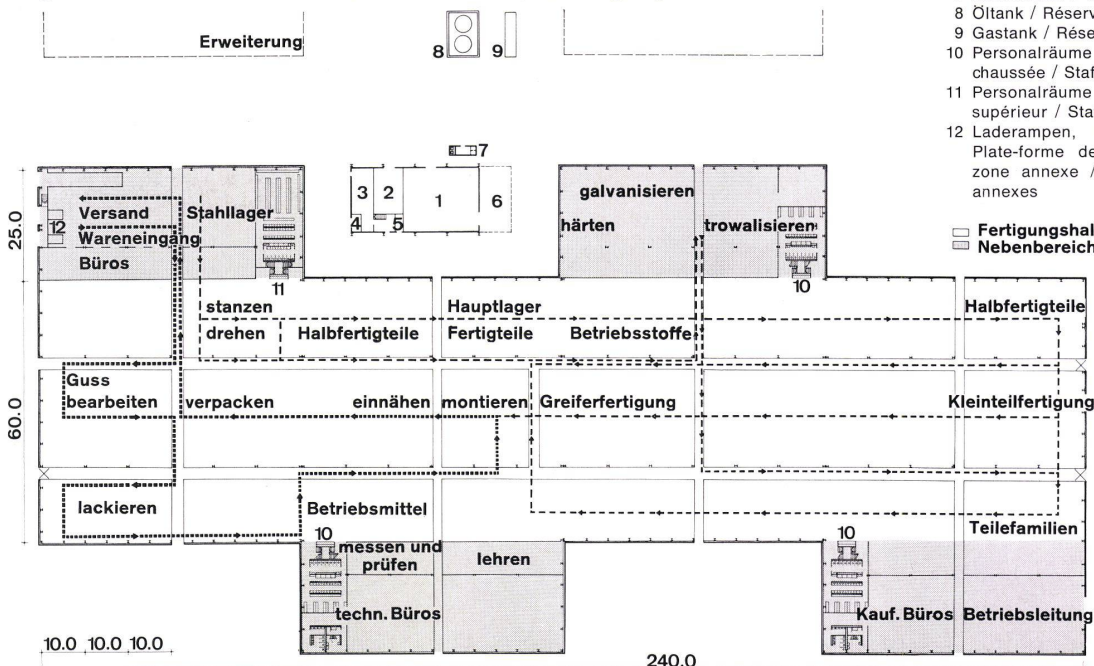 Erweiterung
8
9
8 Öltank / Réserv
9 Gastank / Rése
10 Personalräume
chaussée / Staf
11 Personalräume
supérieur / Sta
12 Laderampen,
Plate-forme de
zone annexe /
annexes
Fertigungshal
Nebenbereich
7
3 2 1 6
4 5
25.0
12
Versand
Wareneingang
Büros
Stahllager
11
galvanisieren
härten
trowalisieren
10
stanzen
drehen
Halbfertigteile
Hauptlager
Fertigteile
Betriebsstoffe
Halbfertigteile
60.0
Guss
bearbeiten
verpacken
einnähen
montieren
Greiferfertigung
Kleinteilfertigung
lackieren
Betriebsmittel
Teilefamilien
10
messen und
prüfen
lehren
techn. Büros
10
Kauf. Büros
Betriebsleitung
10.0 10.0 10.0
240.0